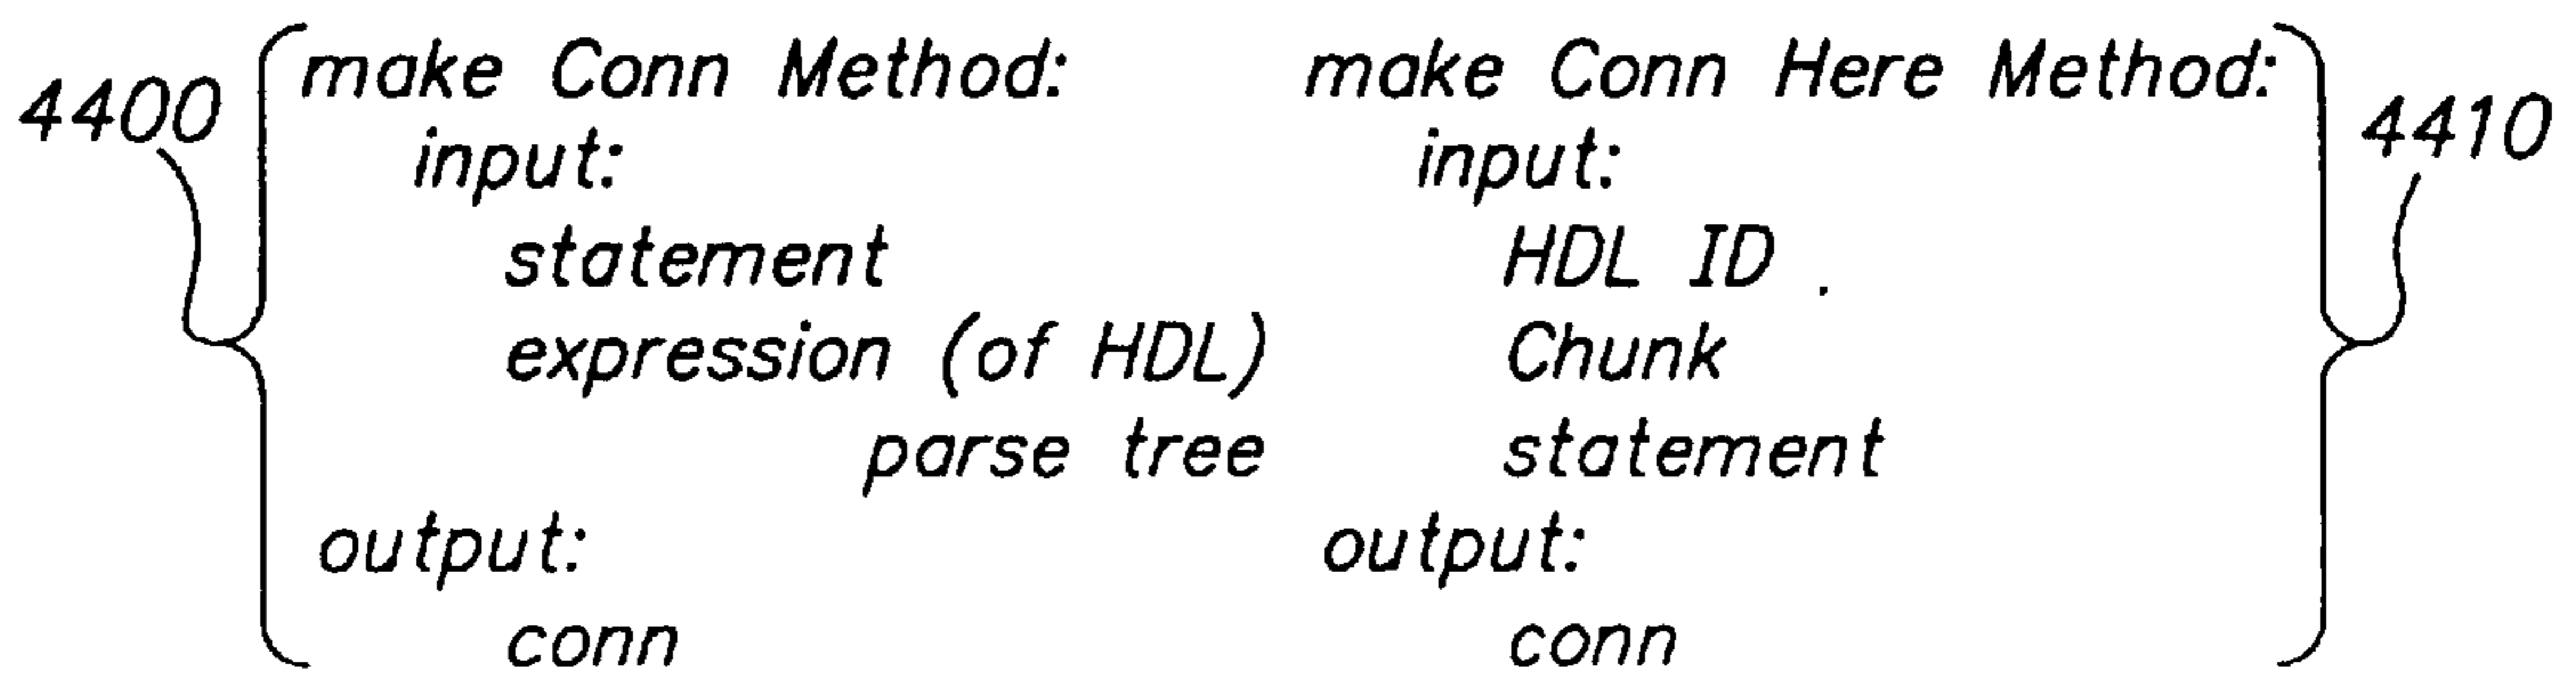 4400
make Conn Method:
input:
statement
expression (of HDL)
parse tree
output:
conn
make Conn Here Method:
input:
HDL ID .
Chunk
statement
output:
conn
4410